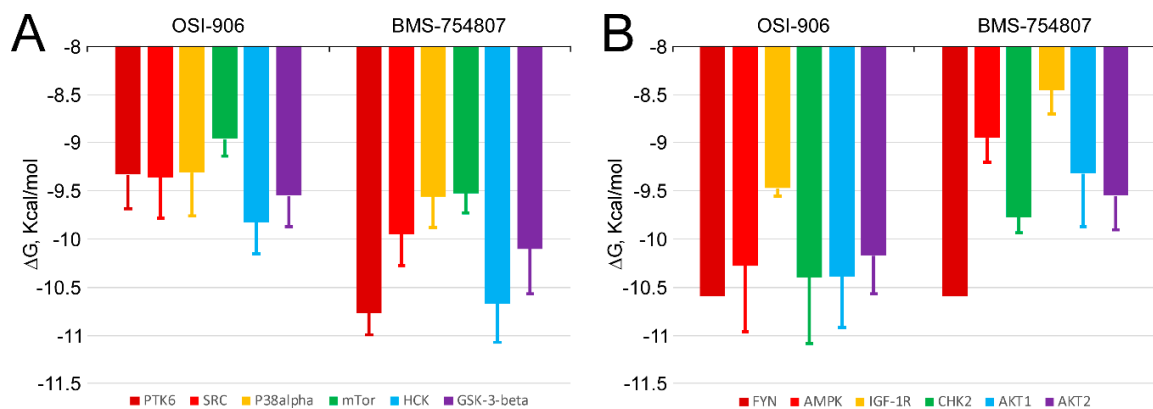 A
OSI-906 BMS-754807
-8
-8.5
-9
-9.5
-10
-10.5
-11
-11.5
ΔG, Kcal/mol
PTK6 SRC P38alpha mTor HCK GSK-3-beta
B
OSI-906 BMS-754807
-8
-8.5
-9
-9.5
-10
-10.5
-11
-11.5
ΔG, Kcal/mol
FYN AMPK IGF-1R CHK2 AKT1 AKT2